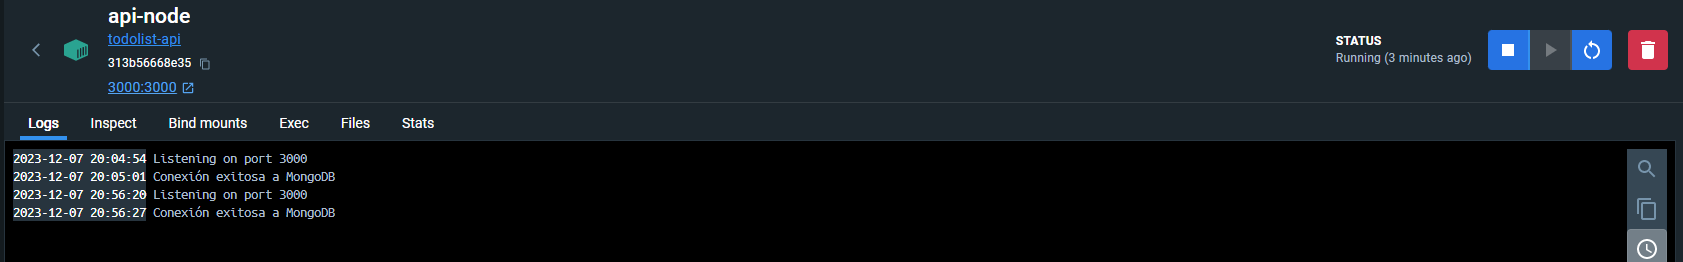 api-node
todolist-api
313b56668e35
3000:3000
STATUS
Running (3 minutes ago)
Logs Inspect Bind mounts Exec Files Stats
2023-12-07 20:04:54 Listening on port 3000
2023-12-07 20:05:01 Conexión exitosa a MongoDB
2023-12-07 20:56:20 Listening on port 3000
2023-12-07 20:56:27 Conexión exitosa a MongoDB